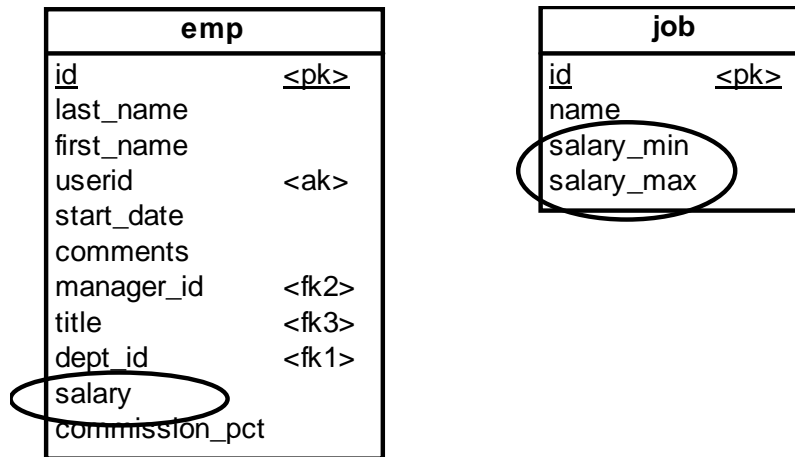 emp
id <pk>
last_name
first_name
userid <ak>
start_date
comments
manager_id <fk2>
title <fk3>
dept_id <fk1>
salary
commission_pct
job
id <pk>
name
salary_min
salary_max